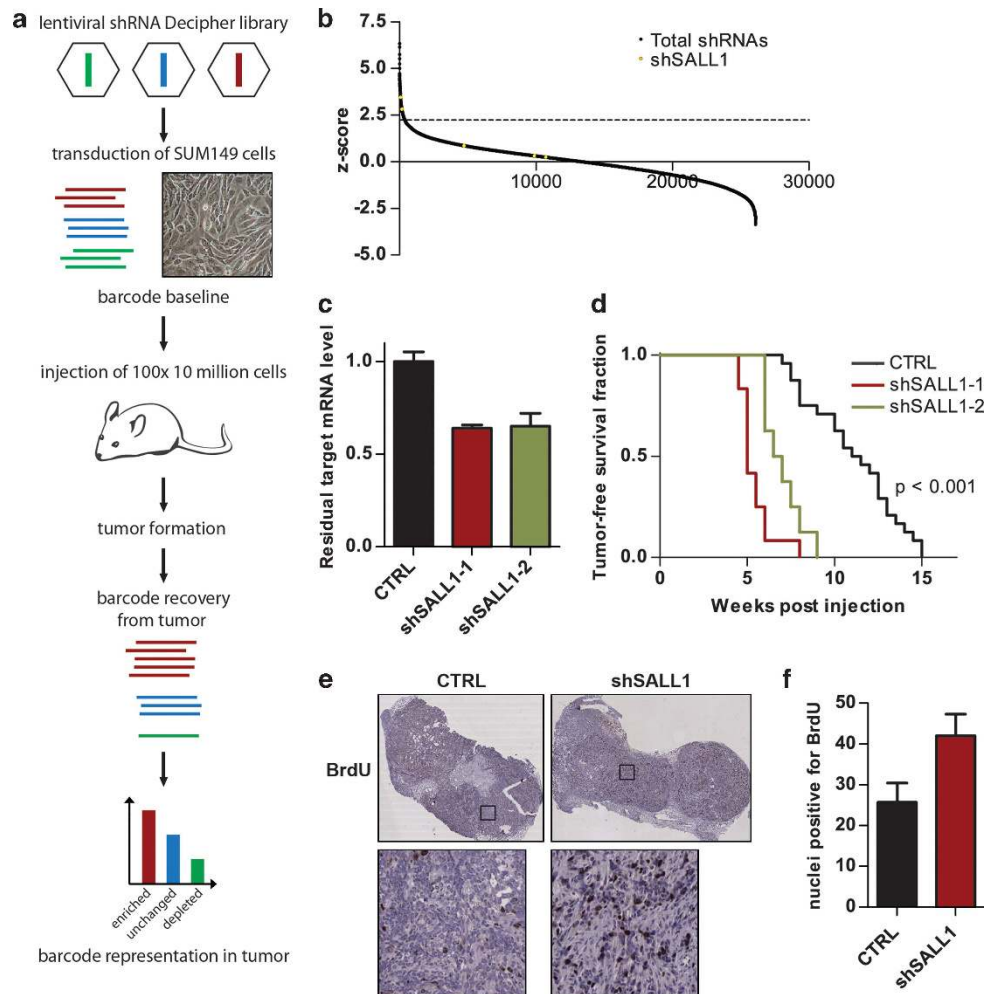 a
lentiviral shRNA Decipher library
transduction of SUM149 cells
barcode baseline
injection of 100x 10 million cells
tumor formation
barcode recovery
from tumor
enriched
unchanged
depleted
barcode representation in tumor
b
7.5
5.0
2.5
0.0
-2.5
-5.0
z-score
10000
20000
30000
Total shRNAs
shSALL1
c
Residual target mRNA level
1.0
0.5
0.0
CTRL
shSALL1-1
shSALL1-2
d
Tumor-free survival fraction
1.0
0.5
0.0
0
5
10
15
Weeks post injection
CTRL
shSALL1-1
shSALL1-2
p < 0.001
e
CTRL
shSALL1
BrdU
f
nuclei positive for BrdU
50
40
30
20
10
0
CTRL
shSALL1